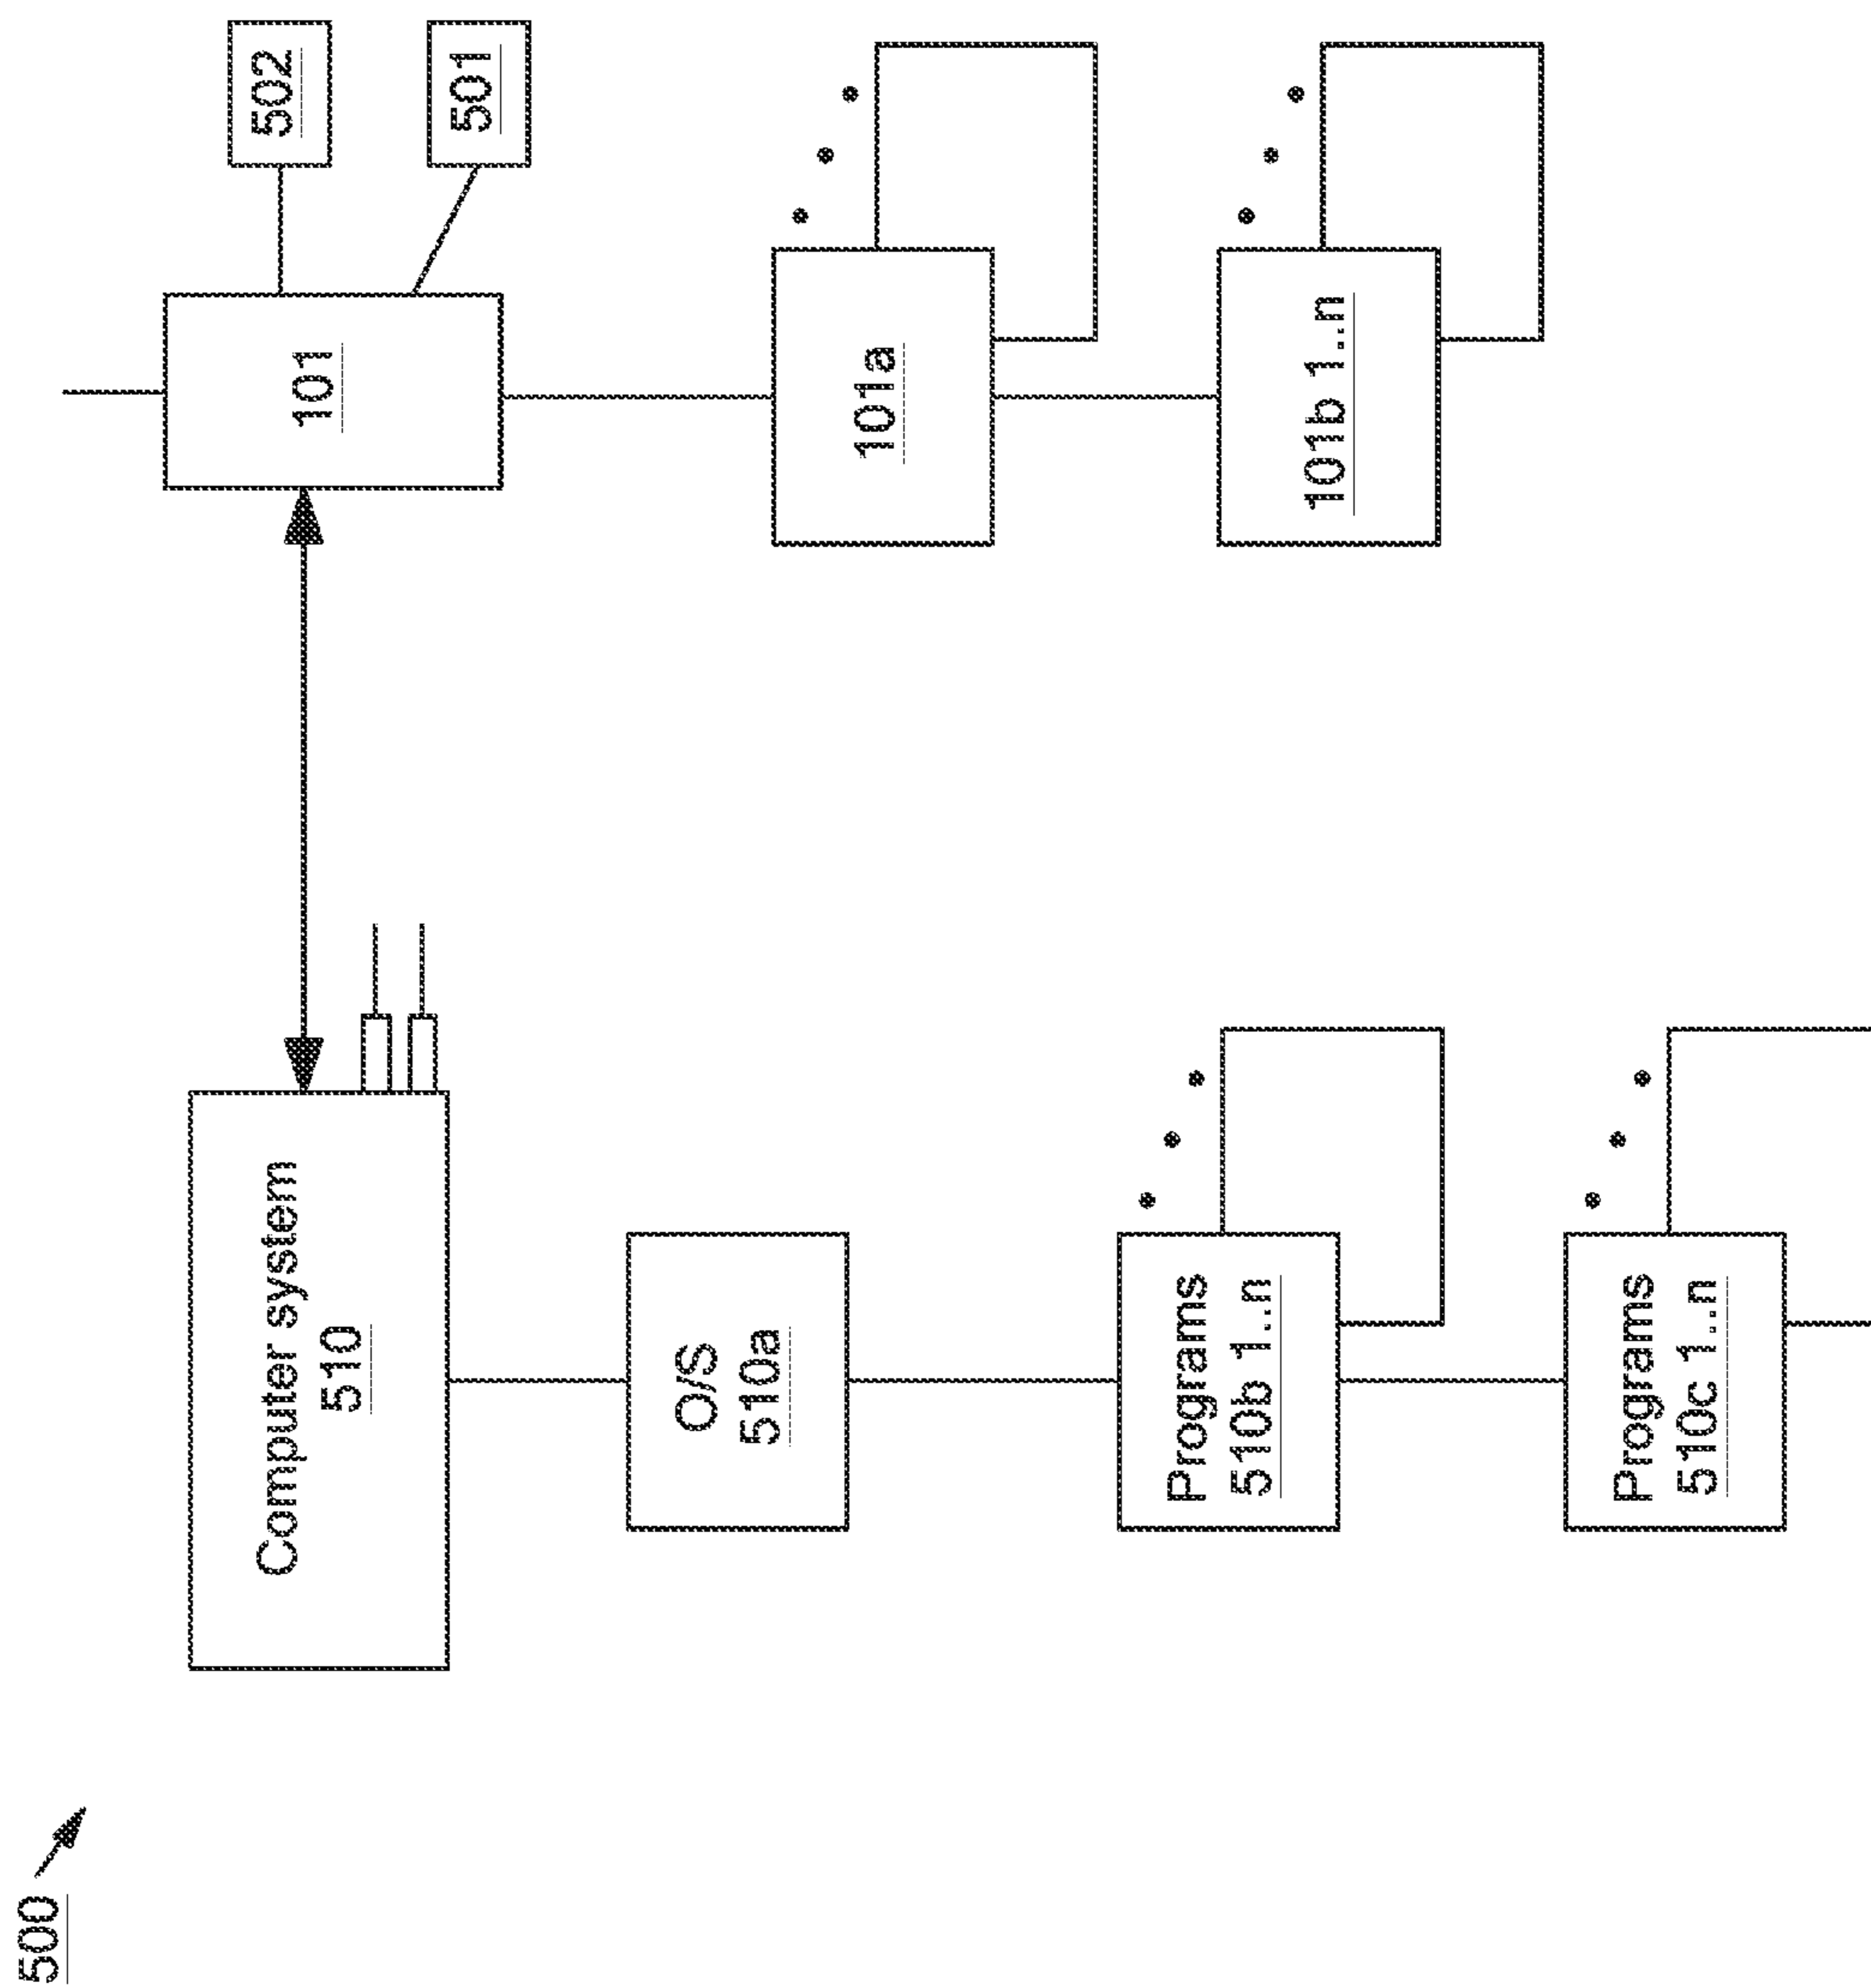 500
Computer system
510
O/S
510a
Programs
510b 1..n
Programs
510c 1..n
502
501
101
101a
101b 1..n